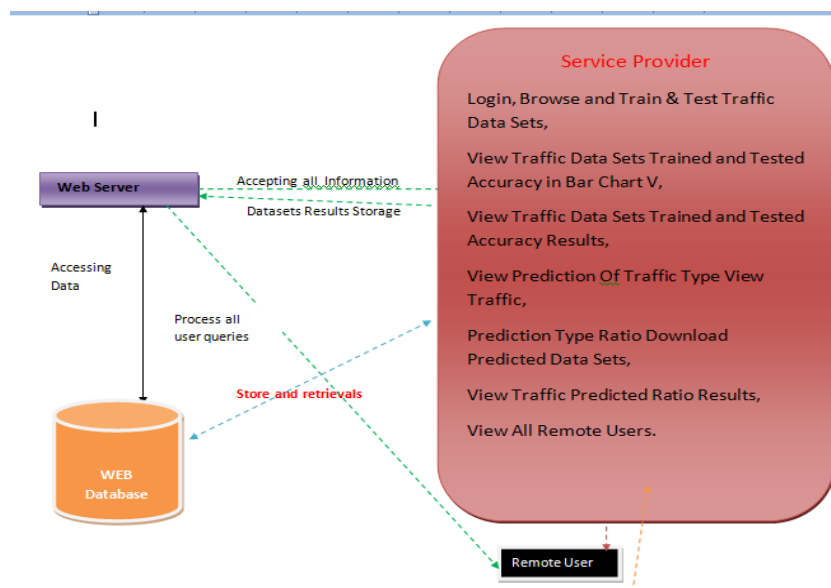 Service Provider
Login, Browse and Train & Test Traffic
Data Sets,
View Traffic Data Sets Trained and Tested
Accuracy in Bar Chart V,
View Traffic Data Sets Trained and Tested
Accuracy Results,
View Prediction Of Traffic Type View
Traffic,
Prediction Type Ratio Download
Predicted Data Sets,
View Traffic Predicted Ratio Results,
View All Remote Users.
Web Server
Accepting all Information
Datasets Results Storage
Accessing
Data
Process all
user queries
Store and retrievals
WEB
Database
Remote User